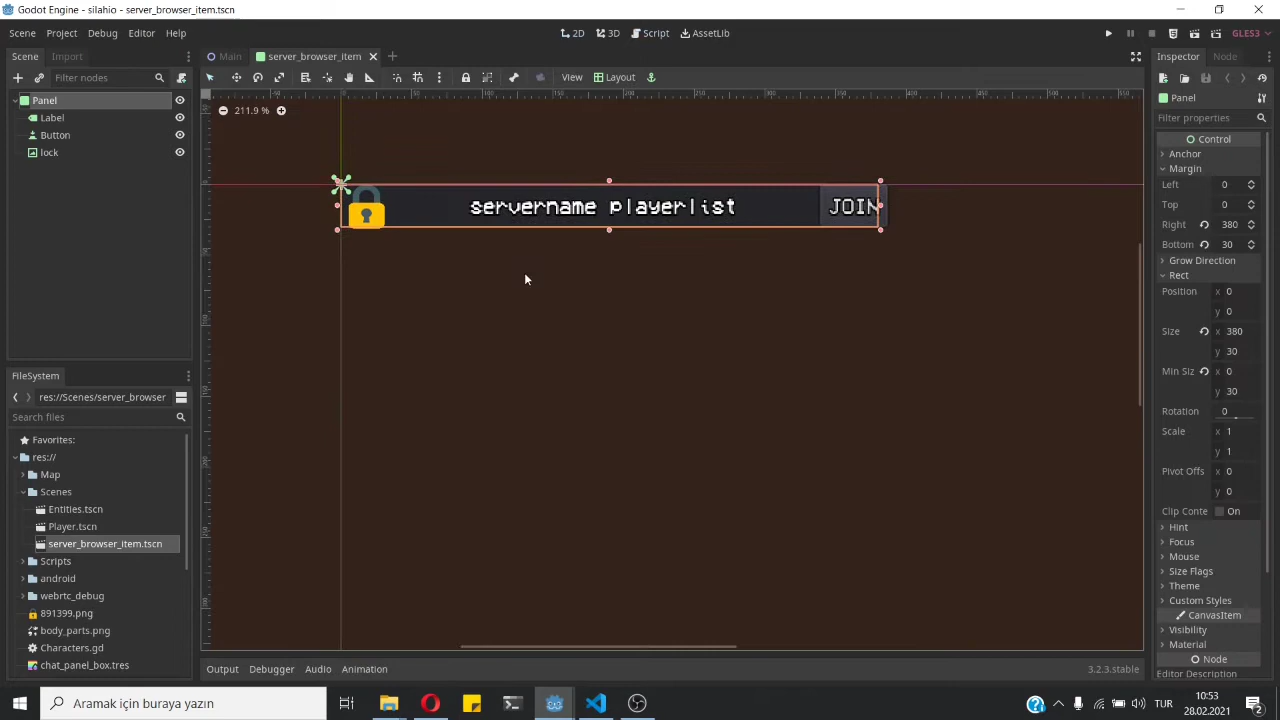 Godot Engine - silahio - server_browser_item.tscn
Scene Project Debug Editor Help
2D 3D Script AssetLib
GLES3
Scene Import
Main server_browser_item
Inspector Node
Filter nodes
View Layout
Panel
Panel
Label
Button
lock
211.9 %
Filter properties
Control
Anchor
Margin
Left 0
Top 0
Right 380
Bottom 30
Grow Direction
Rect
Position x 0
y 0
Size x 380
y 30
Min Siz x 0
y 30
Rotation 0
Scale x 1
y 1
Pivot Offs x 0
y 0
Clip Conte On
Hint
Focus
Mouse
Size Flags
Theme
Custom Styles
CanvasItem
Visibility
Material
Node
Editor Description
servername playerlist JOIN
FileSystem
res://Scenes/server_browser
Search files
Favorites:
res://
Map
Scenes
Entities.tscn
Player.tscn
server_browser_item.tscn
Scripts
android
webrtc_debug
891399.png
body_parts.png
Characters.gd
chat_panel_box.tres
Output Debugger Audio Animation
3.2.3.stable
Aramak için buraya yazın
TUR
10:53
28.02.2021
2